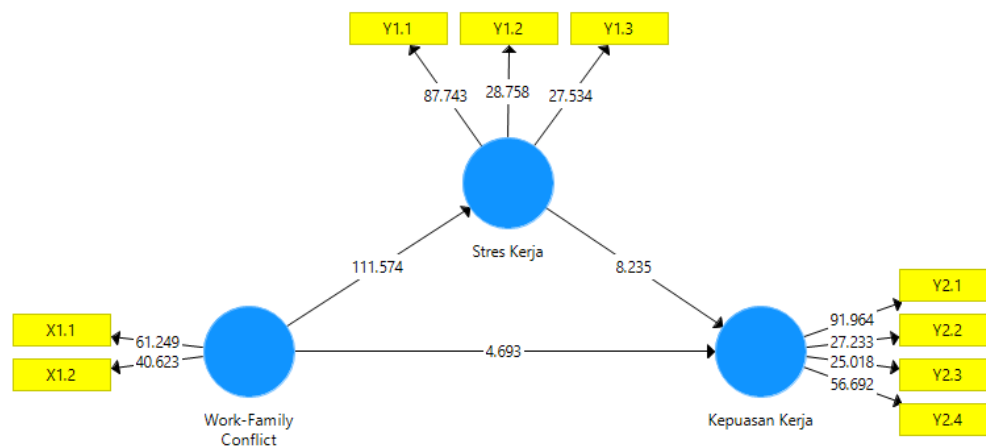 Y1.1
Y1.2
Y1.3
87.743
28.758
27.534
Stres Kerja
111.574
8.235
X1.1
X1.2
61.249
40.623
4.693
Work-Family
Conflict
Kepuasan Kerja
91.964
27.233
25.018
56.692
Y2.1
Y2.2
Y2.3
Y2.4